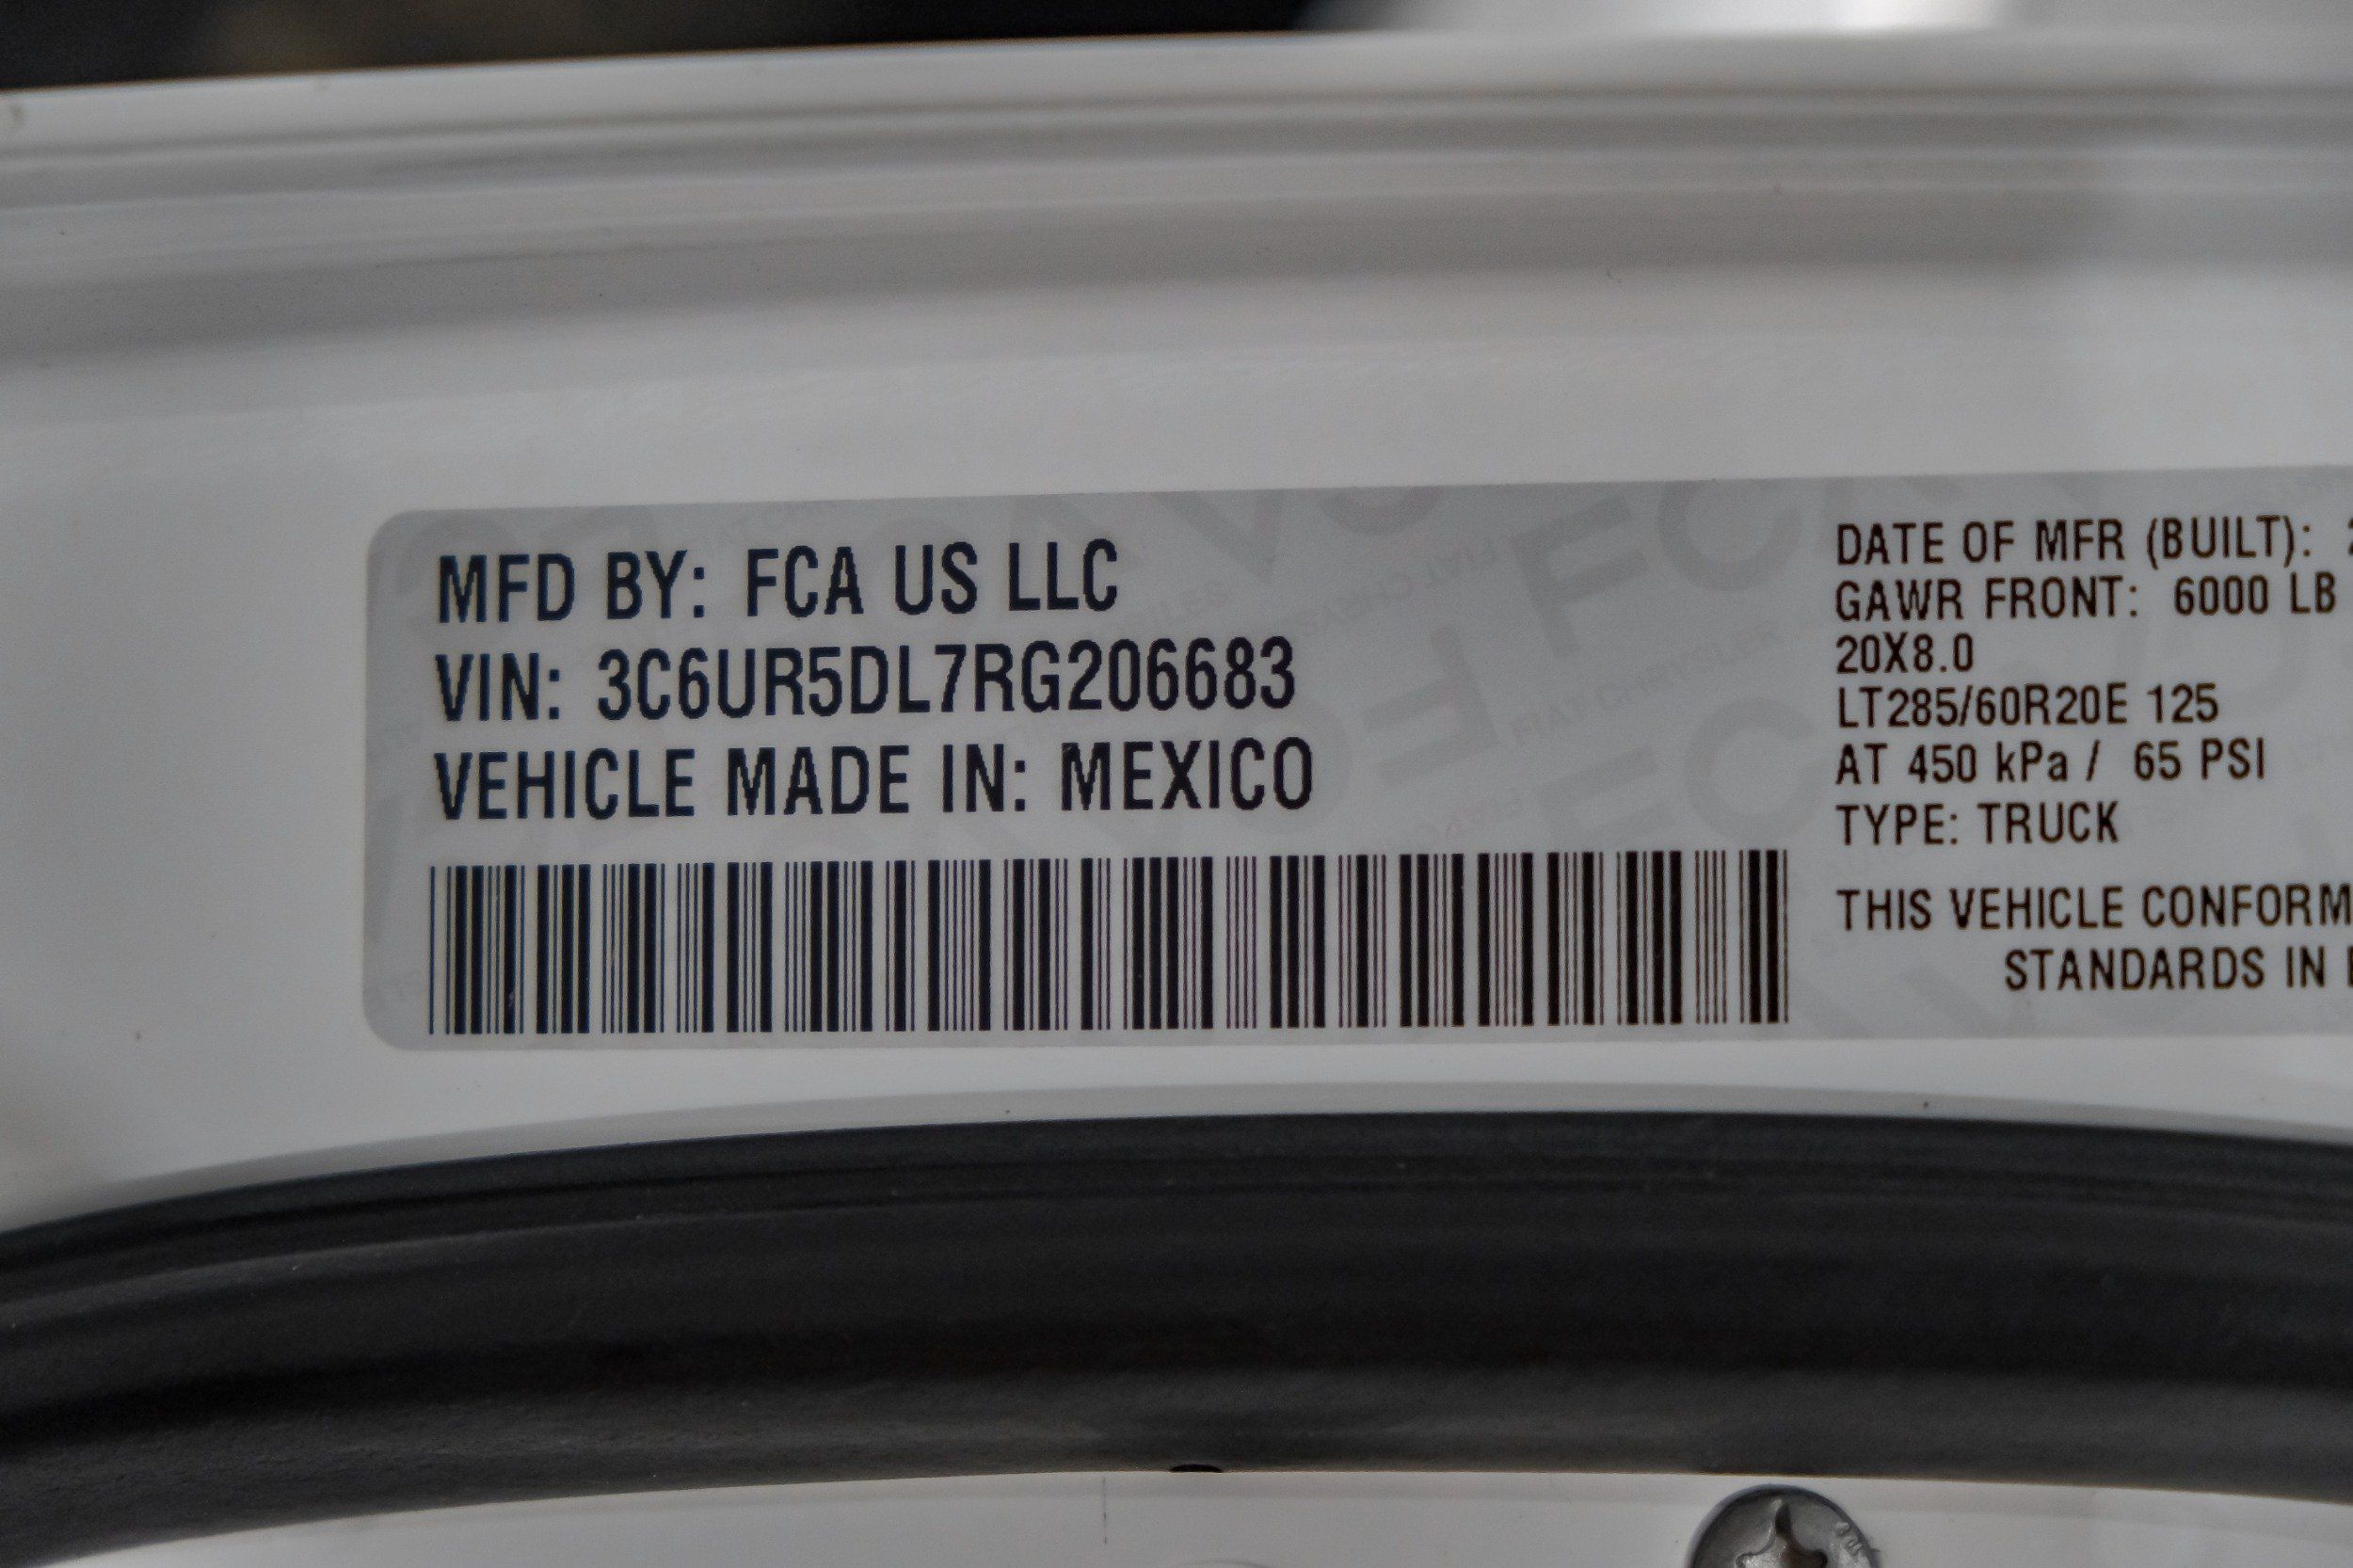 MFD BY: FCA US LLC
VIN: 3C6UR5DL7RG206683
VEHICLE MADE IN: MEXICO
DATE OF MFR (BUILT):
GAWR FRONT: 6000 LB
20X8.0
LT285/60R20E 125
AT 450 kPa / 65 PSI
TYPE: TRUCK
THIS VEHICLE CONFORM
STANDARDS IN